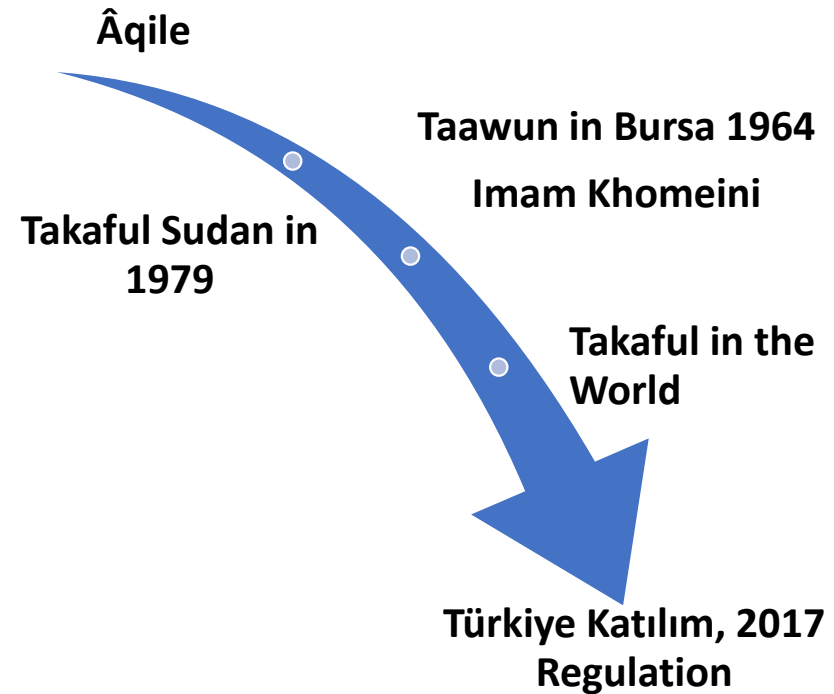 Âqile
Taawun in Bursa 1964
Imam Khomeini
Takaful Sudan in
1979
Takaful in the
World
Türkiye Katılım, 2017
Regulation